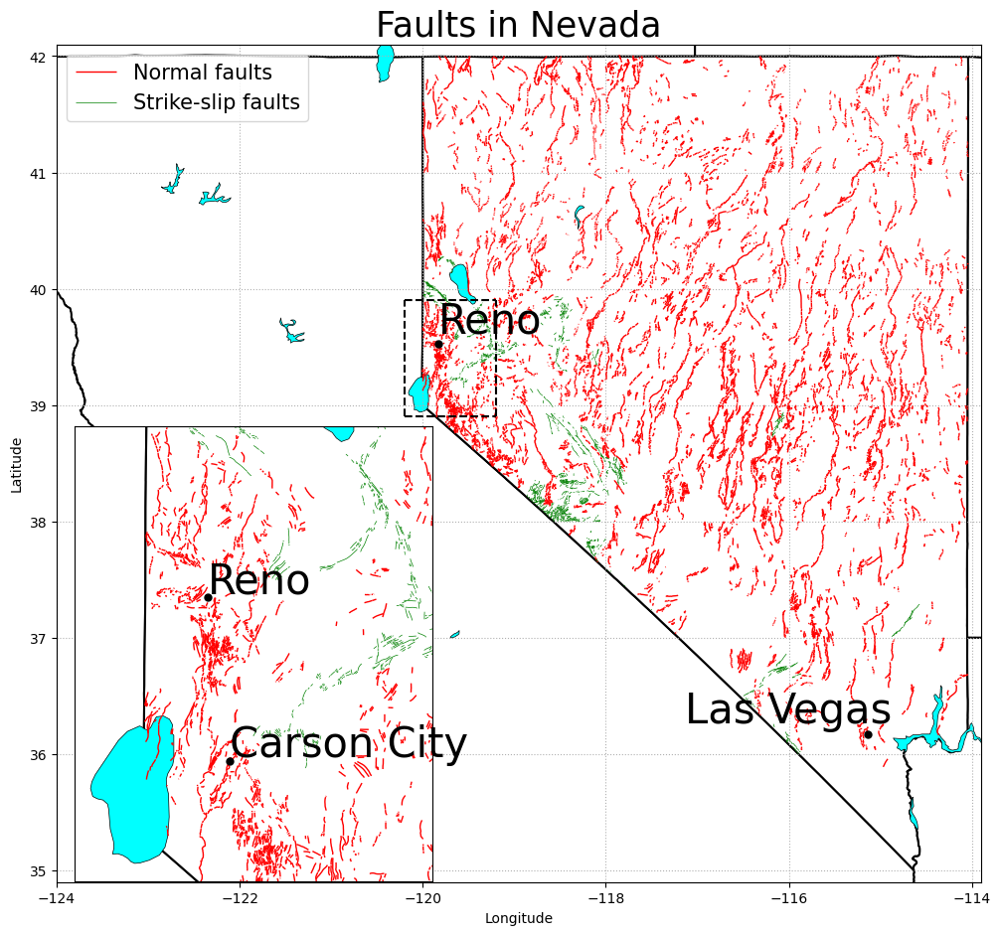 Faults in Nevada
42
Normal faults
Strike-slip faults
41
40
Reno
39
Latitude
38
Reno
37
Las Vegas
Carson City
36
35
−124
−122
−120
−118
−116
−114
Longitude